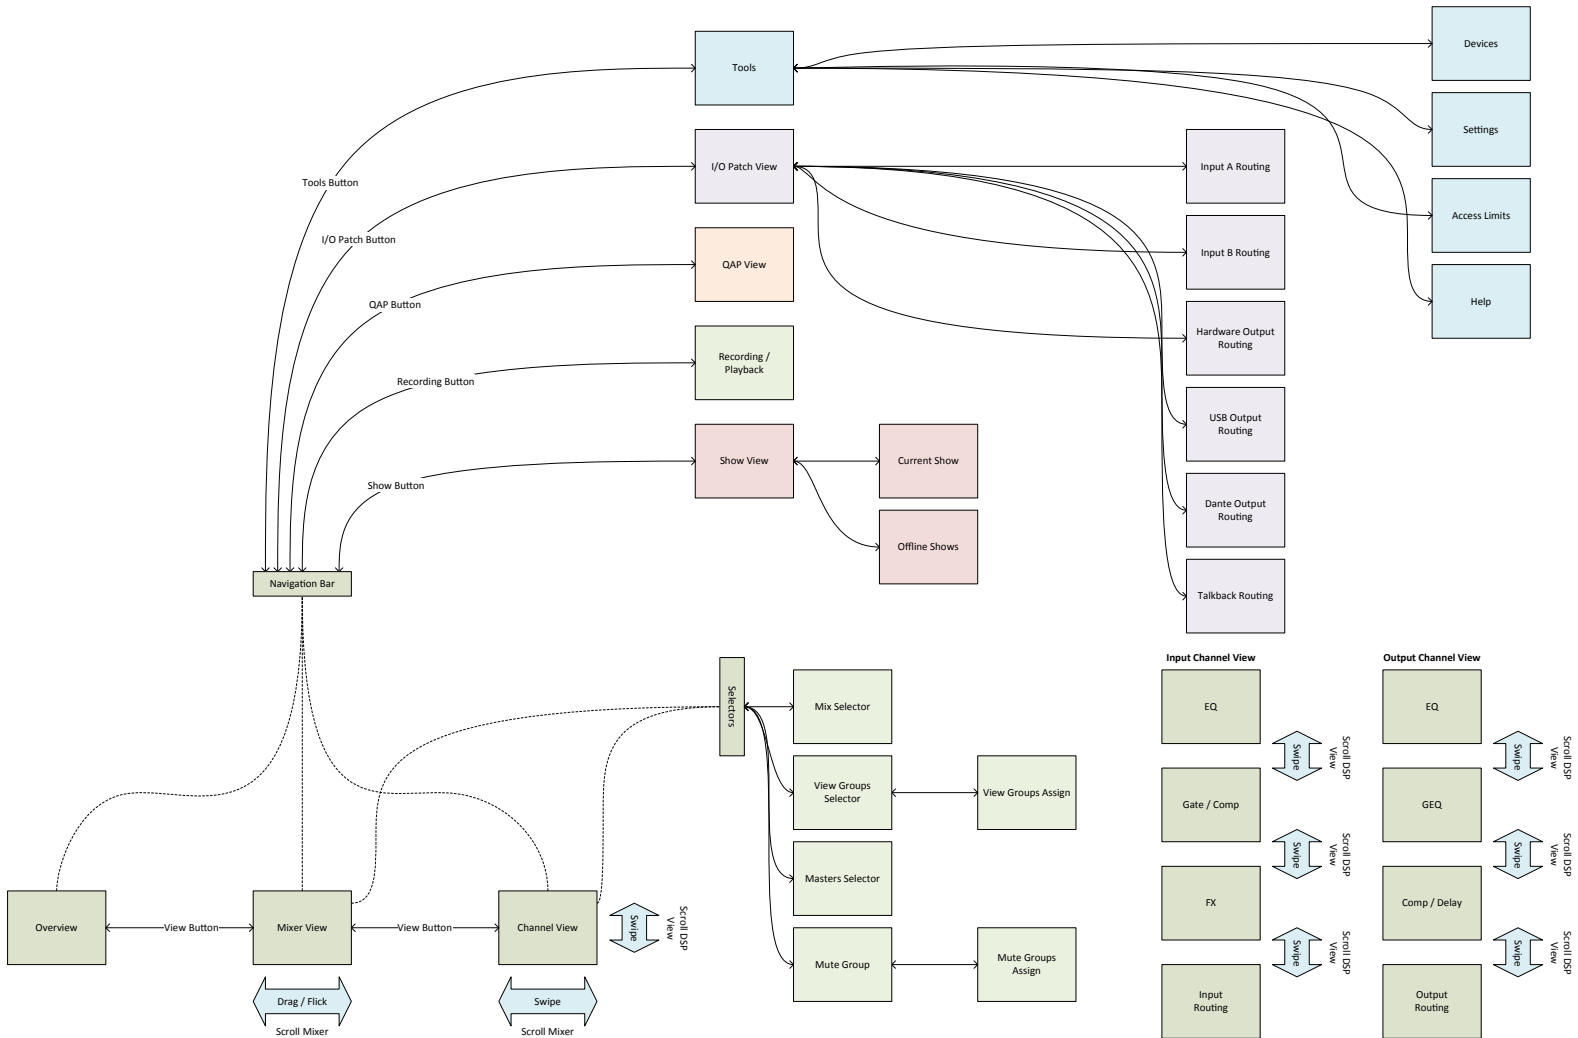 Tools
Devices
Settings
Access Limits
Help
Tools Button
I/O Patch View
Input A Routing
Input B Routing
Hardware Output
Routing
USB Output
Routing
Dante Output
Routing
Talkback Routing
I/O Patch Button
QAP View
QAP Button
Recording /
Playback
Recording Button
Show View
Current Show
Offline Shows
Show Button
Navigation Bar
Selectors
Mix Selector
View Groups
Selector
View Groups Assign
Masters Selector
Mute Group
Mute Groups
Assign
Overview
View Button
Mixer View
View Button
Channel View
Swipe
Scroll DSP
View
Drag / Flick
Scroll Mixer
Swipe
Scroll Mixer
Input Channel View
EQ
Swipe
Scroll DSP
View
Gate / Comp
Swipe
Scroll DSP
View
FX
Swipe
Scroll DSP
View
Input
Routing
Output Channel View
EQ
Swipe
Scroll DSP
View
GEQ
Swipe
Scroll DSP
View
Comp / Delay
Swipe
Scroll DSP
View
Output
Routing